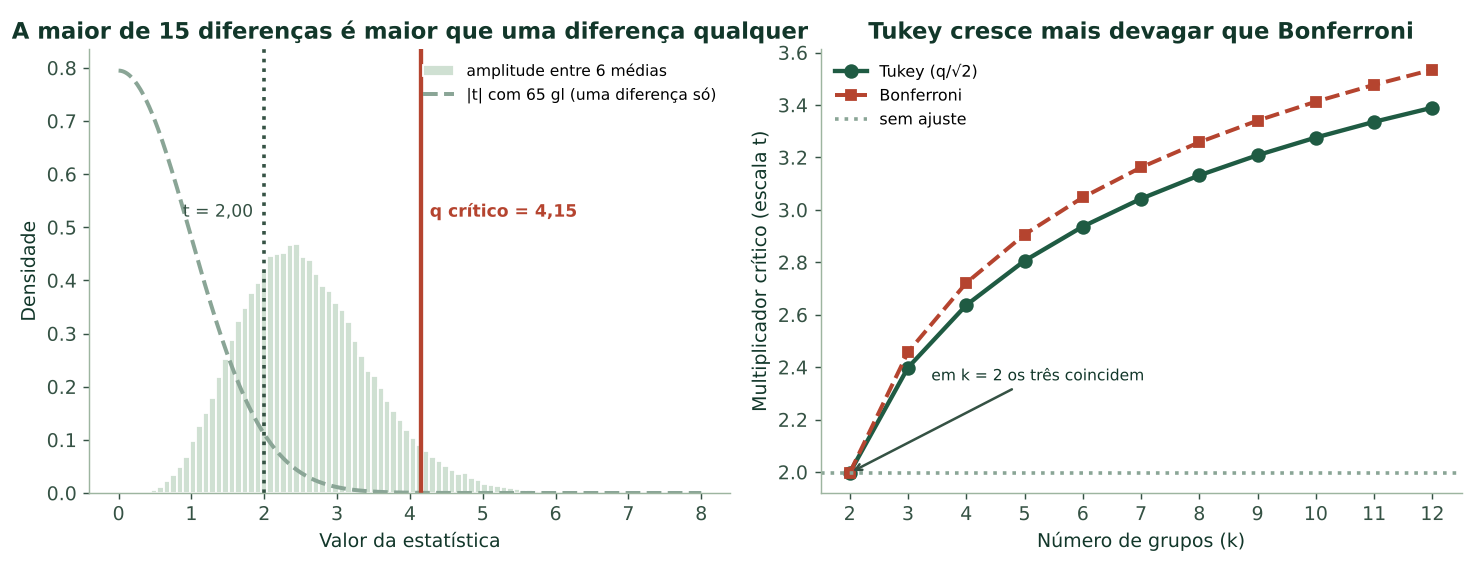 A maior de 15 diferenças é maior que uma diferença qualquer
amplitude entre 6 médias
|t| com 65 gl (uma diferença só)
t = 2,00
q crítico = 4,15
Densidade
0.8
0.7
0.6
0.5
0.4
0.3
0.2
0.1
0.0
0 1 2 3 4 5 6 7 8
Valor da estatística
Tukey cresce mais devagar que Bonferroni
Tukey (q/√2)
Bonferroni
sem ajuste
em k = 2 os três coincidem
Multiplicador crítico (escala t)
3.6
3.4
3.2
3.0
2.8
2.6
2.4
2.2
2.0
2 3 4 5 6 7 8 9 10 11 12
Número de grupos (k)